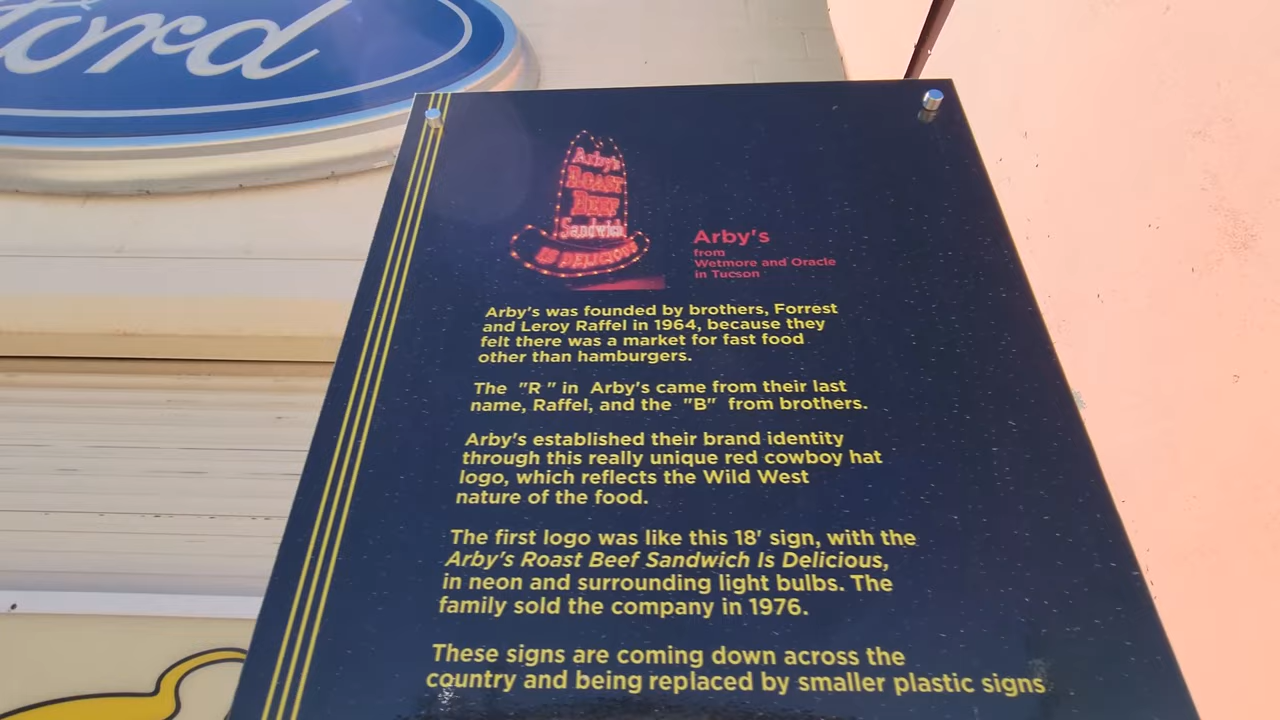 Ford
Arby's
ROAST
BEEF
Sandwich
IS DELICIOUS
Arby's
from
Wetmore and Oracle
in Tucson
Arby's was founded by brothers, Forrest
and Leroy Raffel in 1964, because they
felt there was a market for fast food
other than hamburgers.
The "R " in Arby's came from their last
name, Raffel, and the "B" from brothers.
Arby's established their brand identity
through this really unique red cowboy hat
logo, which reflects the Wild West
nature of the food.
The first logo was like this 18' sign, with the
Arby's Roast Beef Sandwich Is Delicious,
in neon and surrounding light bulbs. The
family sold the company in 1976.
These signs are coming down across the
country and being replaced by smaller plastic signs